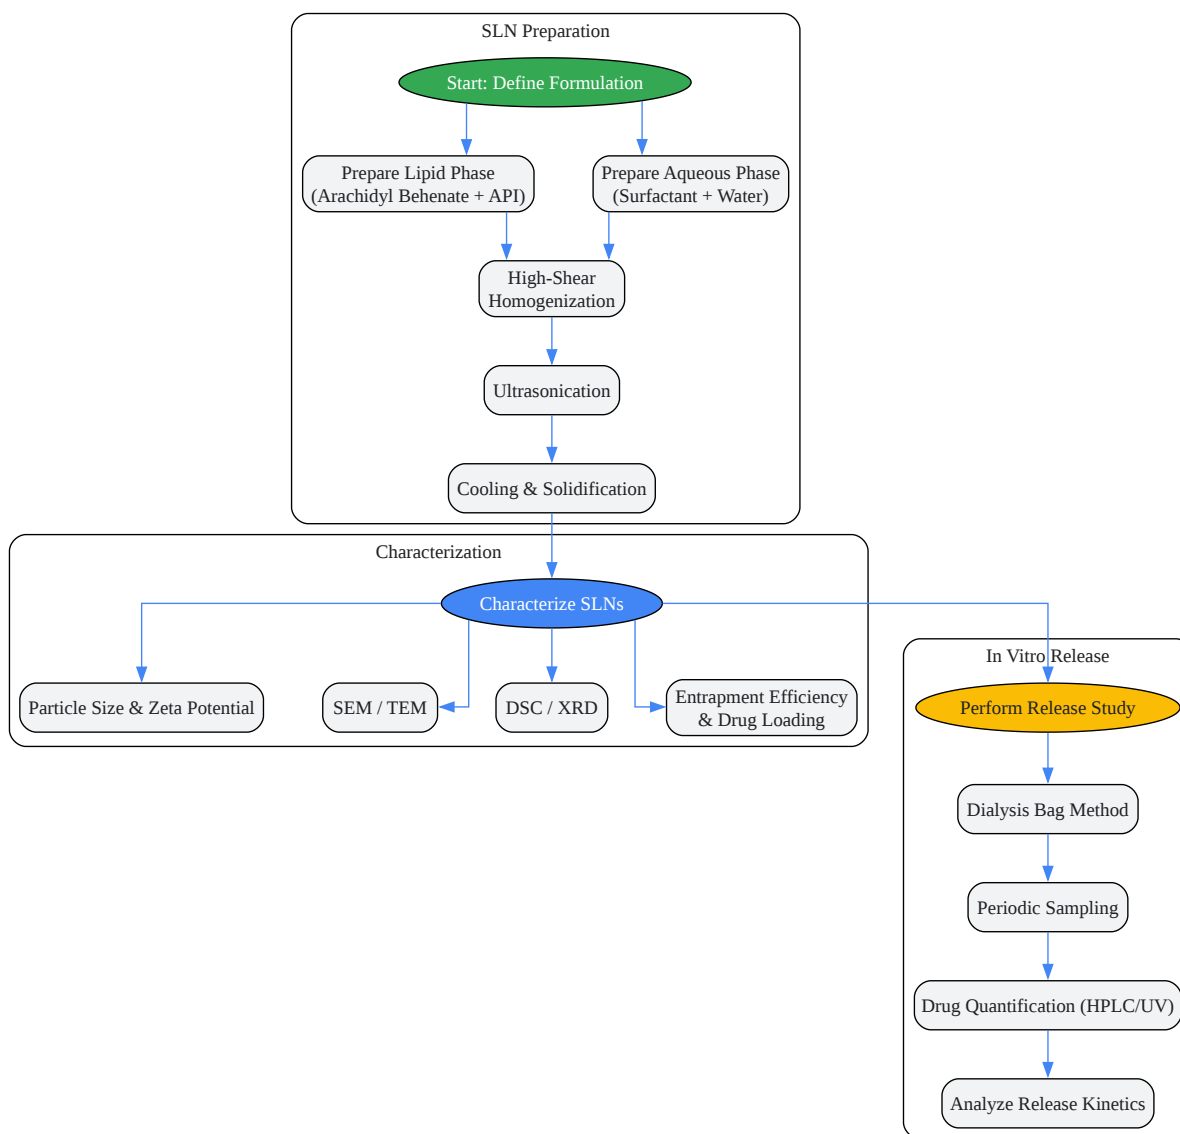 SLN Preparation
Start: Define Formulation
Prepare Lipid Phase
(Arachidyl Behenate + API)
Prepare Aqueous Phase
(Surfactant + Water)
High-Shear
Homogenization
Ultrasonication
Cooling & Solidification
Characterization
Characterize SLNs
Particle Size & Zeta Potential
SEM / TEM
DSC / XRD
Entrapment Efficiency
& Drug Loading
In Vitro Release
Perform Release Study
Dialysis Bag Method
Periodic Sampling
Drug Quantification (HPLC/UV)
Analyze Release Kinetics